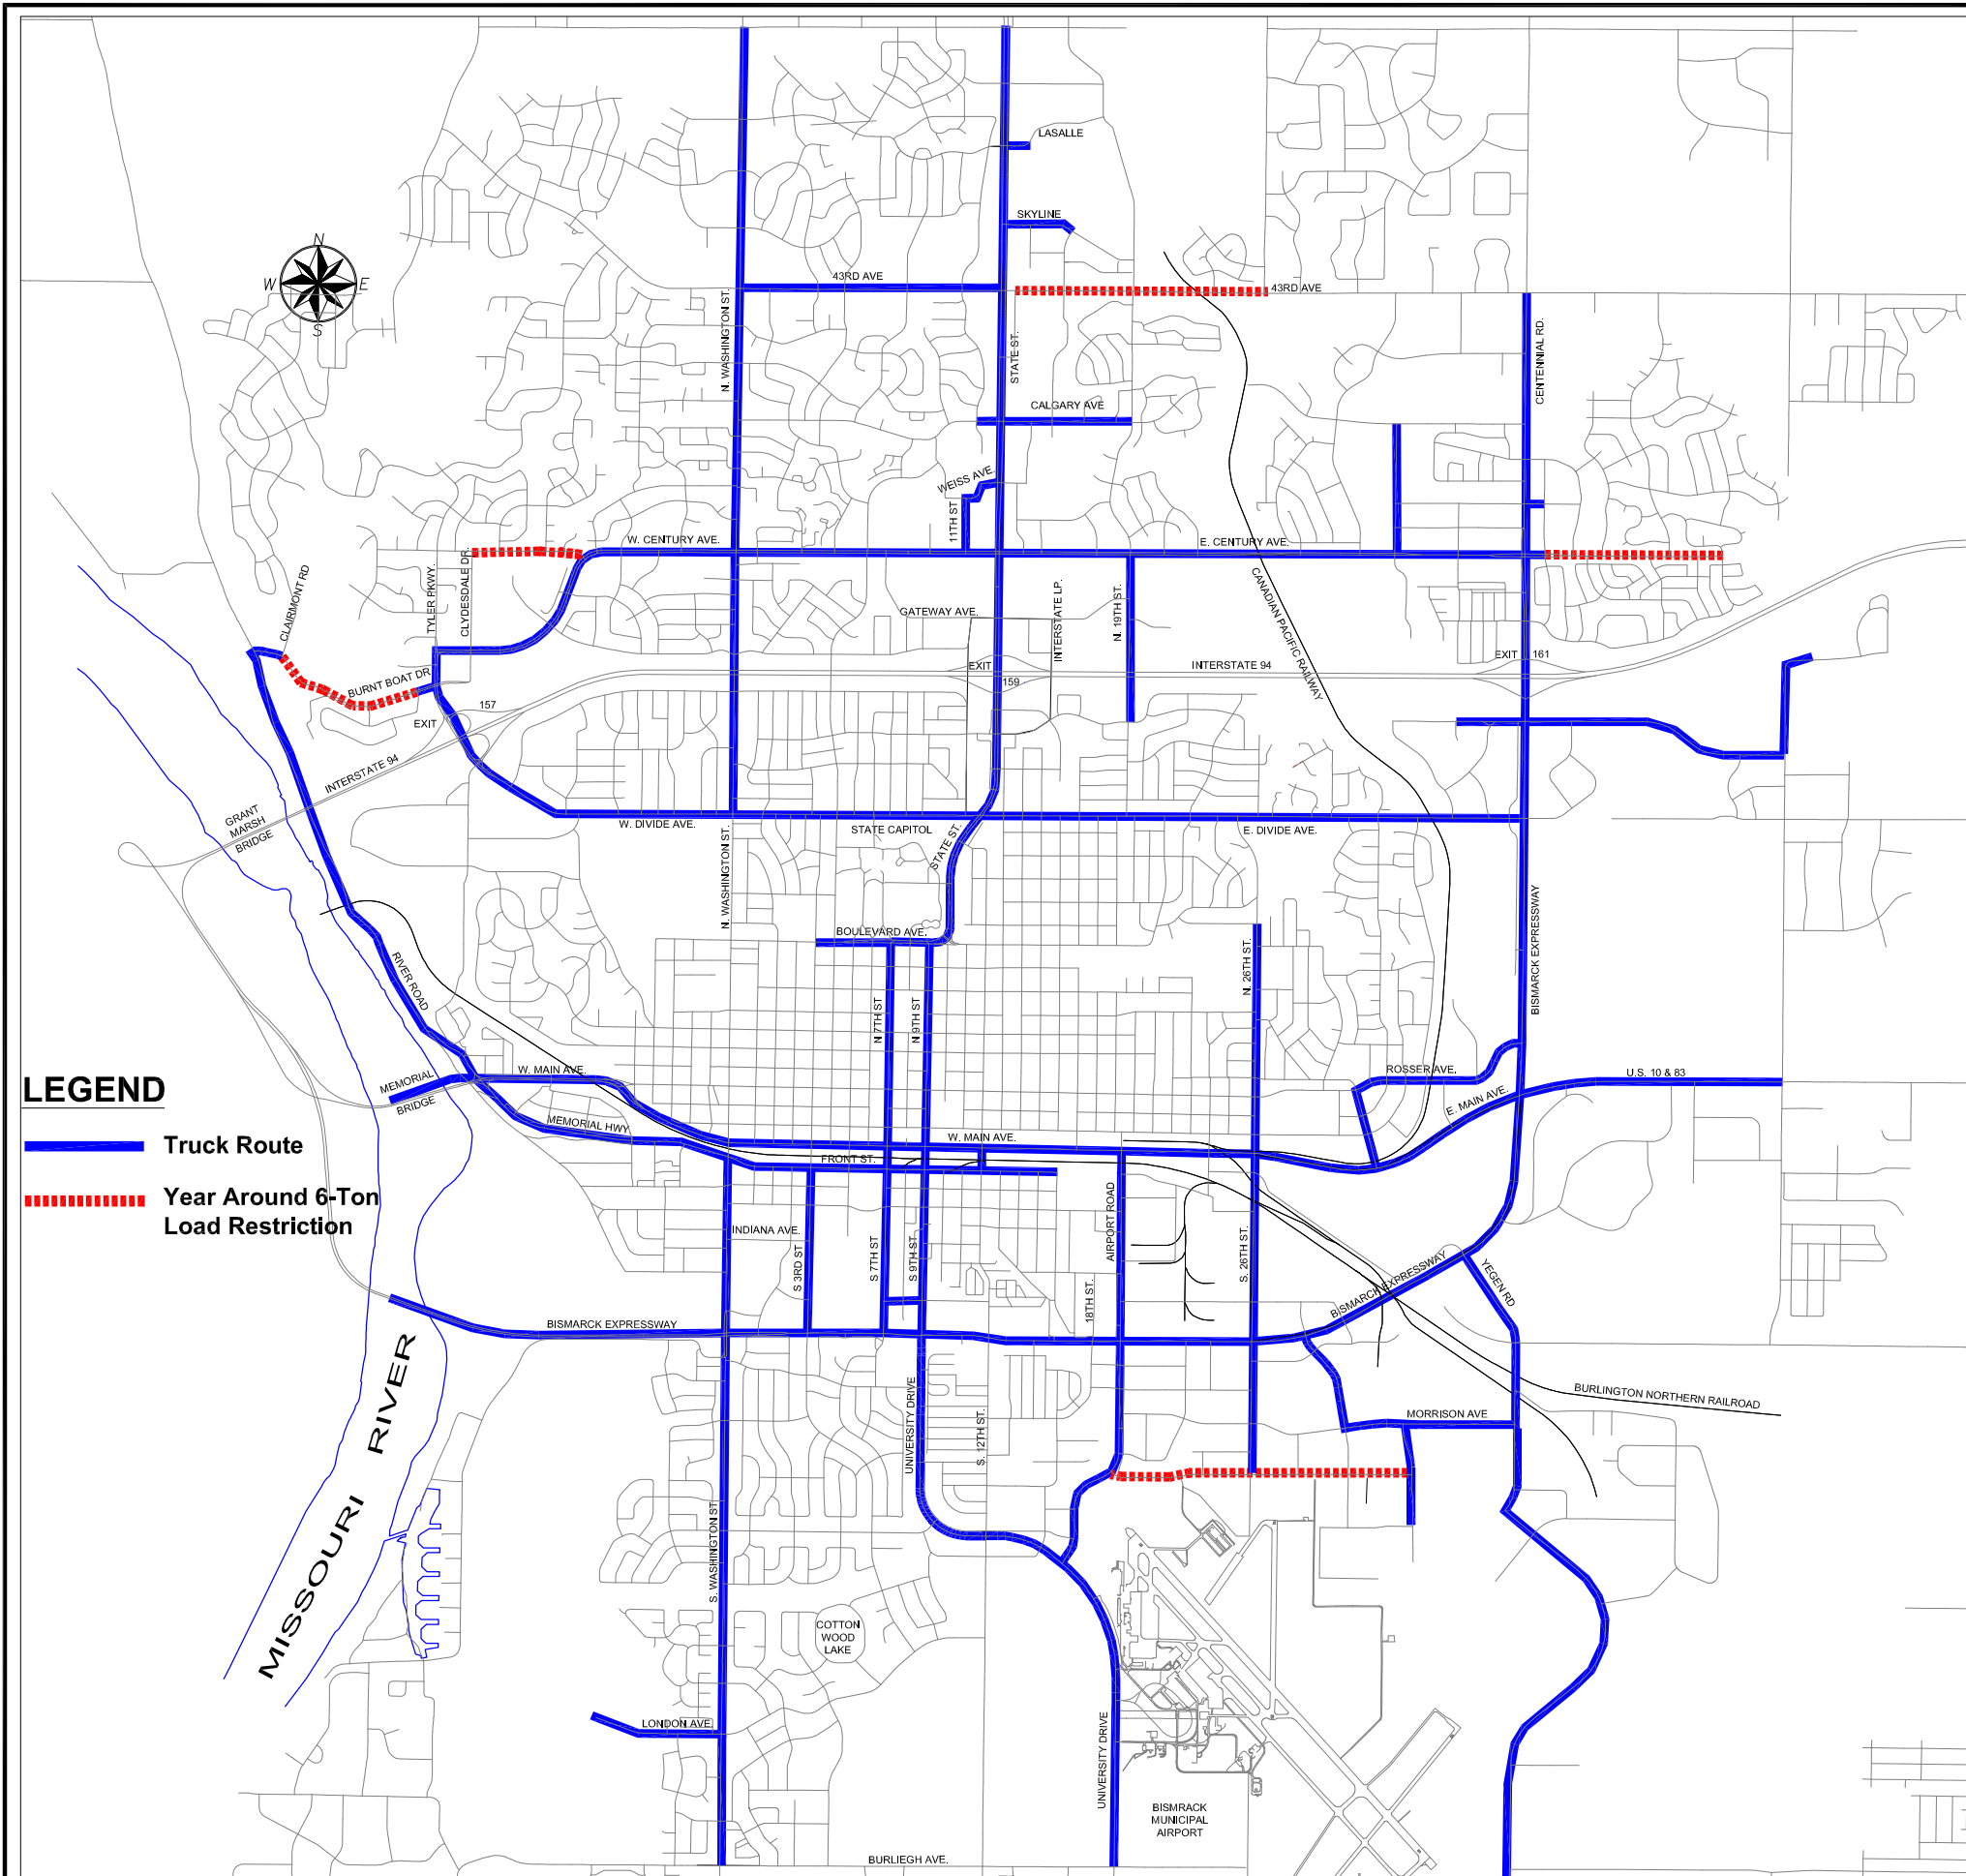 LASALLE
SKYLINE
N
W
E
S
43RD AVE
43RD AVE
N. WASHINGTON ST.
STATE ST.
CENTENNIAL RD.
CALGARY AVE
WEISS AVE.
11TH ST
W. CENTURY AVE.
E. CENTURY AVE.
CLAIRMONT RD
TYLER PKWY.
CLYDESDALE DR.
GATEWAY AVE.
INTERSTATE LP.
N. 19TH ST.
CANADIAN PACIFIC RAILWAY
BURNT BOAT DR
EXIT
157
EXIT
159
INTERSTATE 94
EXIT
161
INTERSTATE 94
GRANT
MARSH
BRIDGE
W. DIVIDE AVE.
STATE CAPITOL
E. DIVIDE AVE.
N. WASHINGTON ST.
STATE ST.
BISMARCK EXPRESSWAY
BOULEVARD AVE.
N. 26TH ST.
RIVER ROAD
N 7TH ST
N 9TH ST
LEGEND
MEMORIAL
BRIDGE
W. MAIN AVE.
ROSSER AVE.
U.S. 10 & 83
E. MAIN AVE.
Truck Route
MEMORIAL HWY
W. MAIN AVE.
FRONT ST.
Year Around 6-Ton
Load Restriction
INDIANA AVE.
S 3RD ST
S 7TH ST
S 9TH ST
AIRPORT ROAD
S. 26TH ST.
18TH ST.
BISMARCK EXPRESSWAY
YEGEN RD
BISMARCK EXPRESSWAY
MISSOURI RIVER
UNIVERSITY DRIVE
S. 12TH ST.
BURLINGTON NORTHERN RAILROAD
MORRISON AVE
S. WASHINGTON ST.
COTTON
WOOD
LAKE
LONDON AVE.
UNIVERSITY DRIVE
BISMRACK
MUNICIPAL
AIRPORT
BURLIEGH AVE.